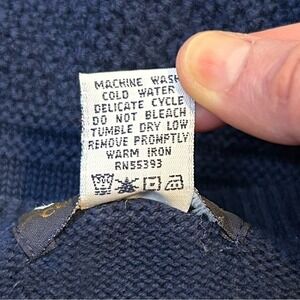 MACHINE WASH
COLD WATER
DELICATE CYCLE
DO NOT BLEACH
TUMBLE DRY LOW
REMOVE PROMPTLY
WARM IRON
RN55393